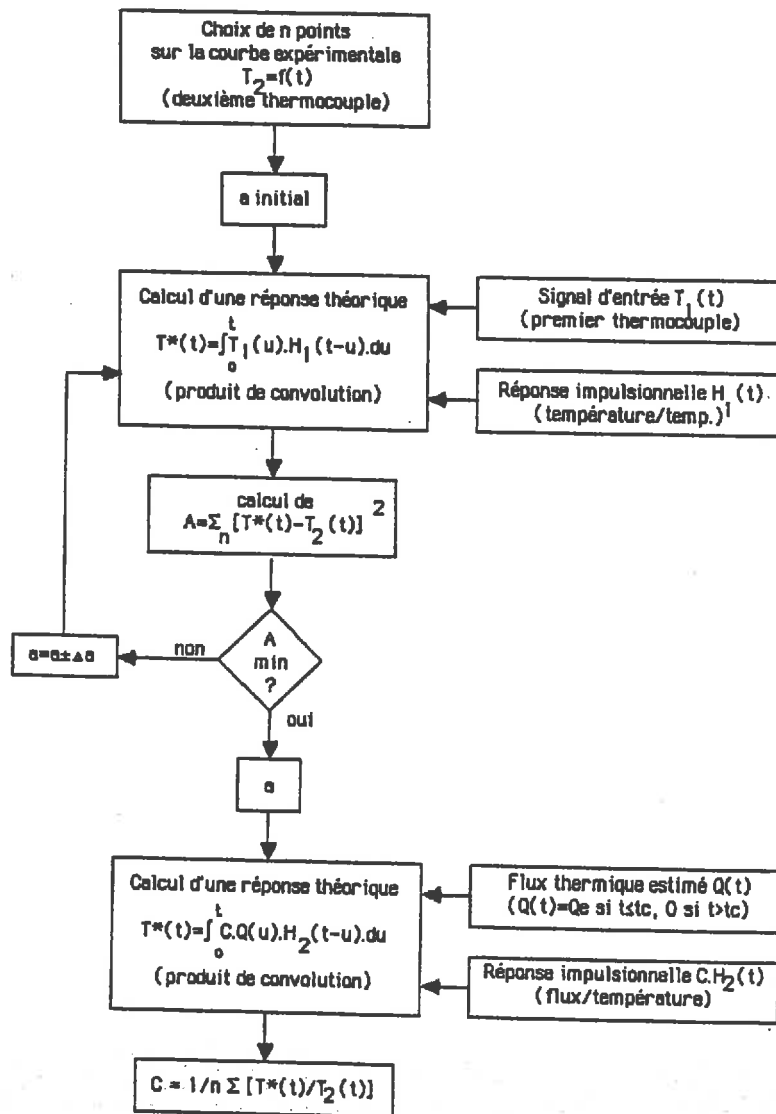 Choix de n points
sur la courbe expérimentale
T₂=f(t)
(deuxième thermocouple)
a initial
Calcul d'une réponse théorique
T*(t)=∫₀ᵗ T₁(u).H₁(t-u).du
(produit de convolution)
Signal d'entrée T₁(t)
(premier thermocouple)
Réponse impulsionnelle H₁(t)
(température/temp.)
calcul de
A=Σₙ[T*(t)-T₂(t)]²
A
min
?
non
a=a±Δa
oui
a
Calcul d'une réponse théorique
T*(t)=∫₀ᵗ C.Q(u).H₂(t-u).du
(produit de convolution)
Flux thermique estimé Q(t)
(Q(t)=Qe si t≤tc, 0 si t>tc)
Réponse impulsionnelle C.H₂(t)
(flux/température)
C = 1/n Σ [T*(t)/T₂(t)]